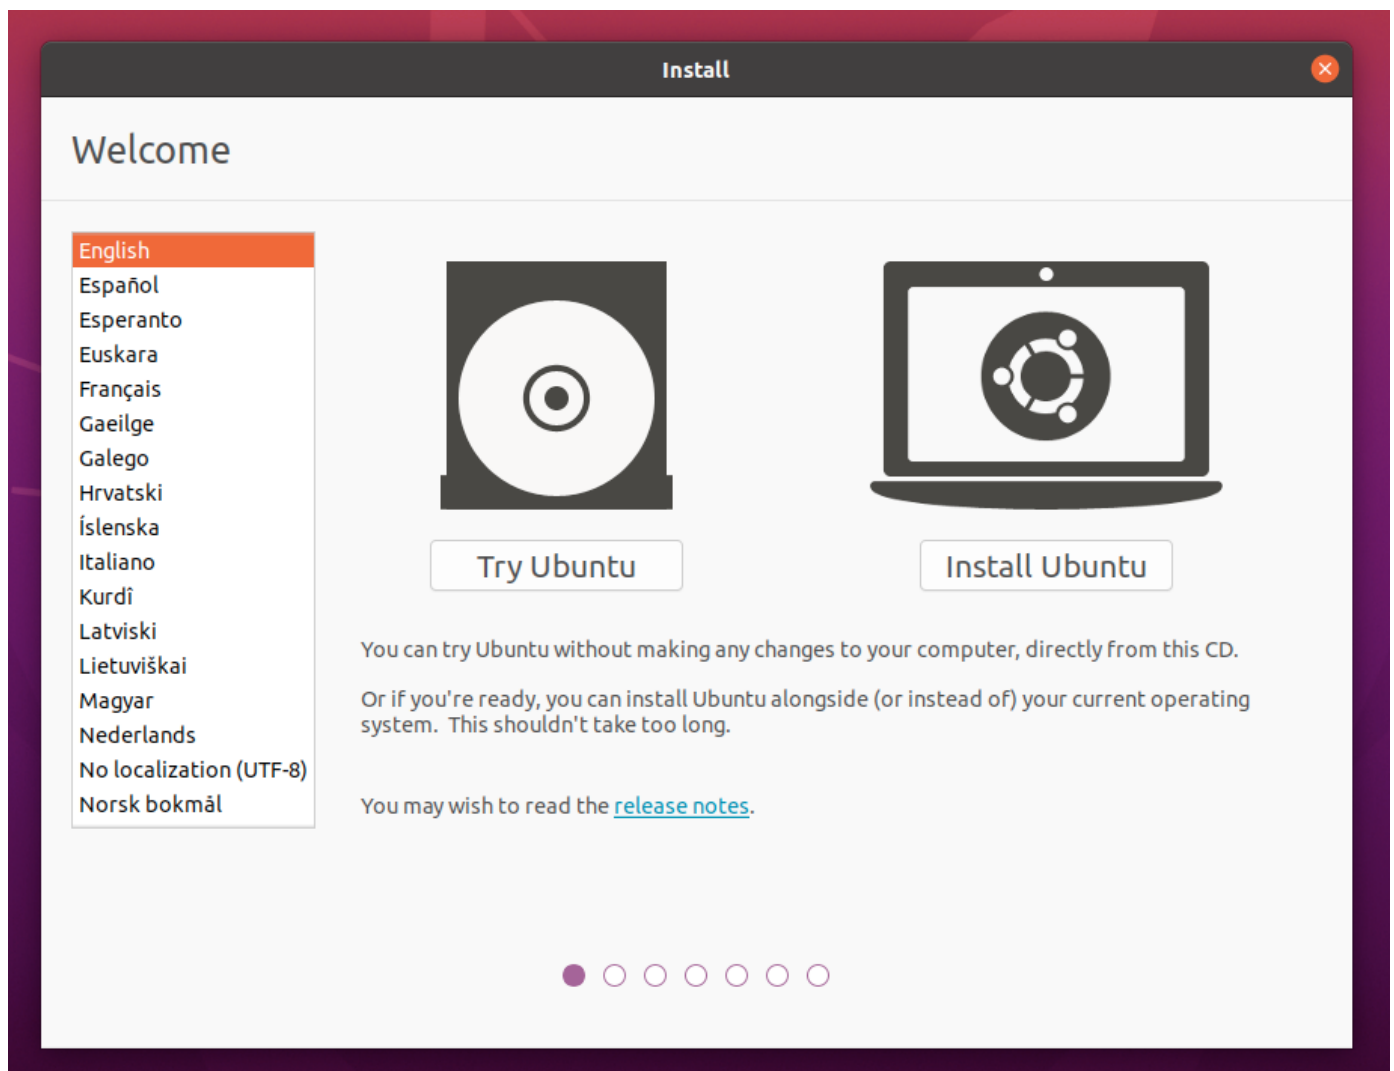 Install
Welcome
English
Español
Esperanto
Euskara
Français
Gaeilge
Galego
Hrvatski
Íslenska
Italiano
Kurdî
Latviski
Lietuviškai
Magyar
Nederlands
No localization (UTF-8)
Norsk bokmål
Try Ubuntu
Install Ubuntu
You can try Ubuntu without making any changes to your computer, directly from this CD.
Or if you're ready, you can install Ubuntu alongside (or instead of) your current operating
system.  This shouldn't take too long.
You may wish to read the release notes.